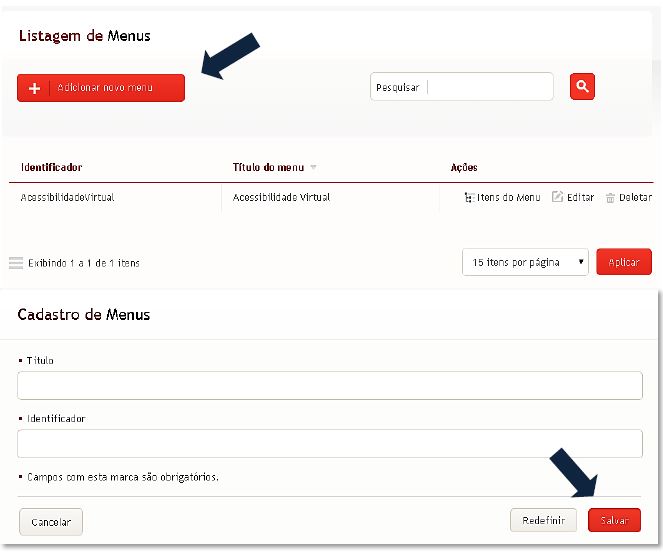 Listagem de Menus
Adicionar novo menu
Pesquisar
Identificador Título do menu Ações
AcessibilidadeVirtual Acessibilidade Virtual Itens do Menu Editar Deletar
Exibindo 1 a 1 de 1 itens 15 itens por página Aplicar
Cadastro de Menus
▪ Título
▪ Identificador
▪ Campos com esta marca são obrigatórios.
Cancelar Redefinir Salvar